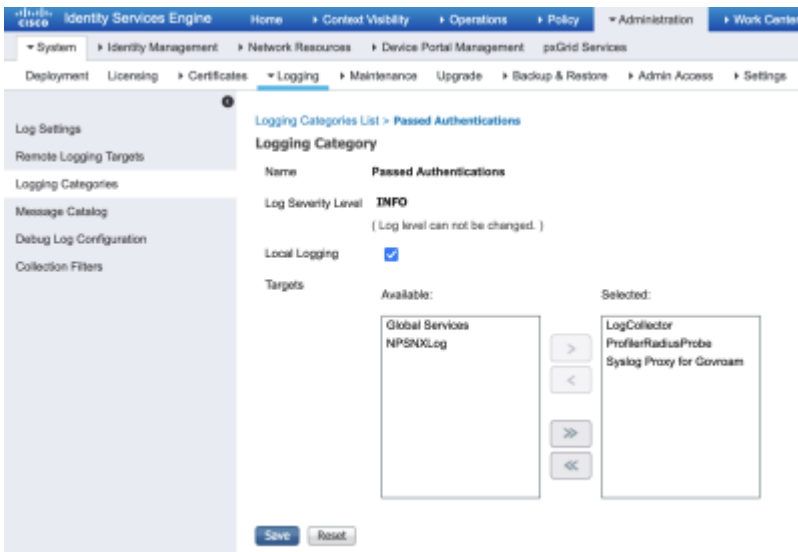 cisco Identity Services Engine Home Context Visibility Operations Policy Administration Work Center
System Identity Management Network Resources Device Portal Management pxGrid Services
Deployment Licensing Certificates Logging Maintenance Upgrade Backup & Restore Admin Access Settings
Log Settings
Remote Logging Targets
Logging Categories
Message Catalog
Debug Log Configuration
Collection Filters
Logging Categories List > Passed Authentications
Logging Category
Name Passed Authentications
Log Severity Level INFO
( Log level can not be changed. )
Local Logging
Targets
Available: Selected:
Global Services
NPSNXLog
>
<
>>
<<
LogCollector
ProfilerRadiusProbe
Syslog Proxy for Govroam
Save Reset